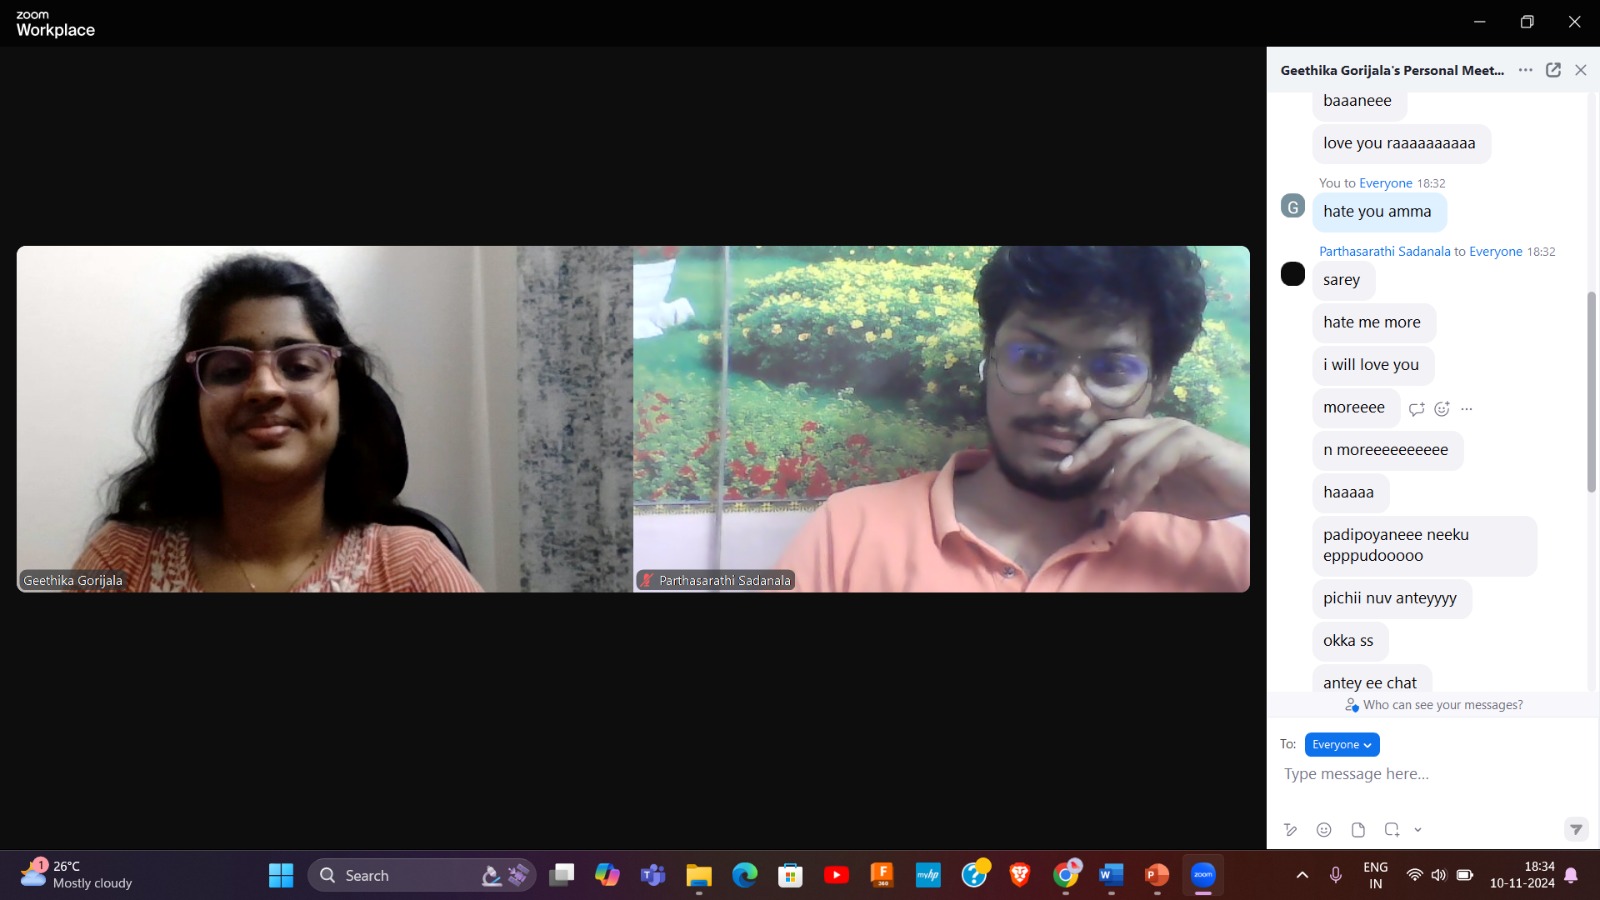 zoom
Workplace
Geethika Gorijala's Personal Meet...
baaaneee
love you raaaaaaaaaa
You to Everyone 18:32
G
hate you amma
Parthasarathi Sadanala to Everyone 18:32
sarey
hate me more
i will love you
moreeee
n moreeeeeeeeee
haaaaa
padipoyaneee neeku
epppudooooo
pichii nuv anteyyyy
okka ss
antey ee chat
Geethika Gorijala
Parthasarathi Sadanala
Who can see your messages?
To: Everyone
Type message here...
1
26°C
Mostly cloudy
Search
F
360
myhp
?
W
P
zoom
ENG
IN
18:34
10-11-2024